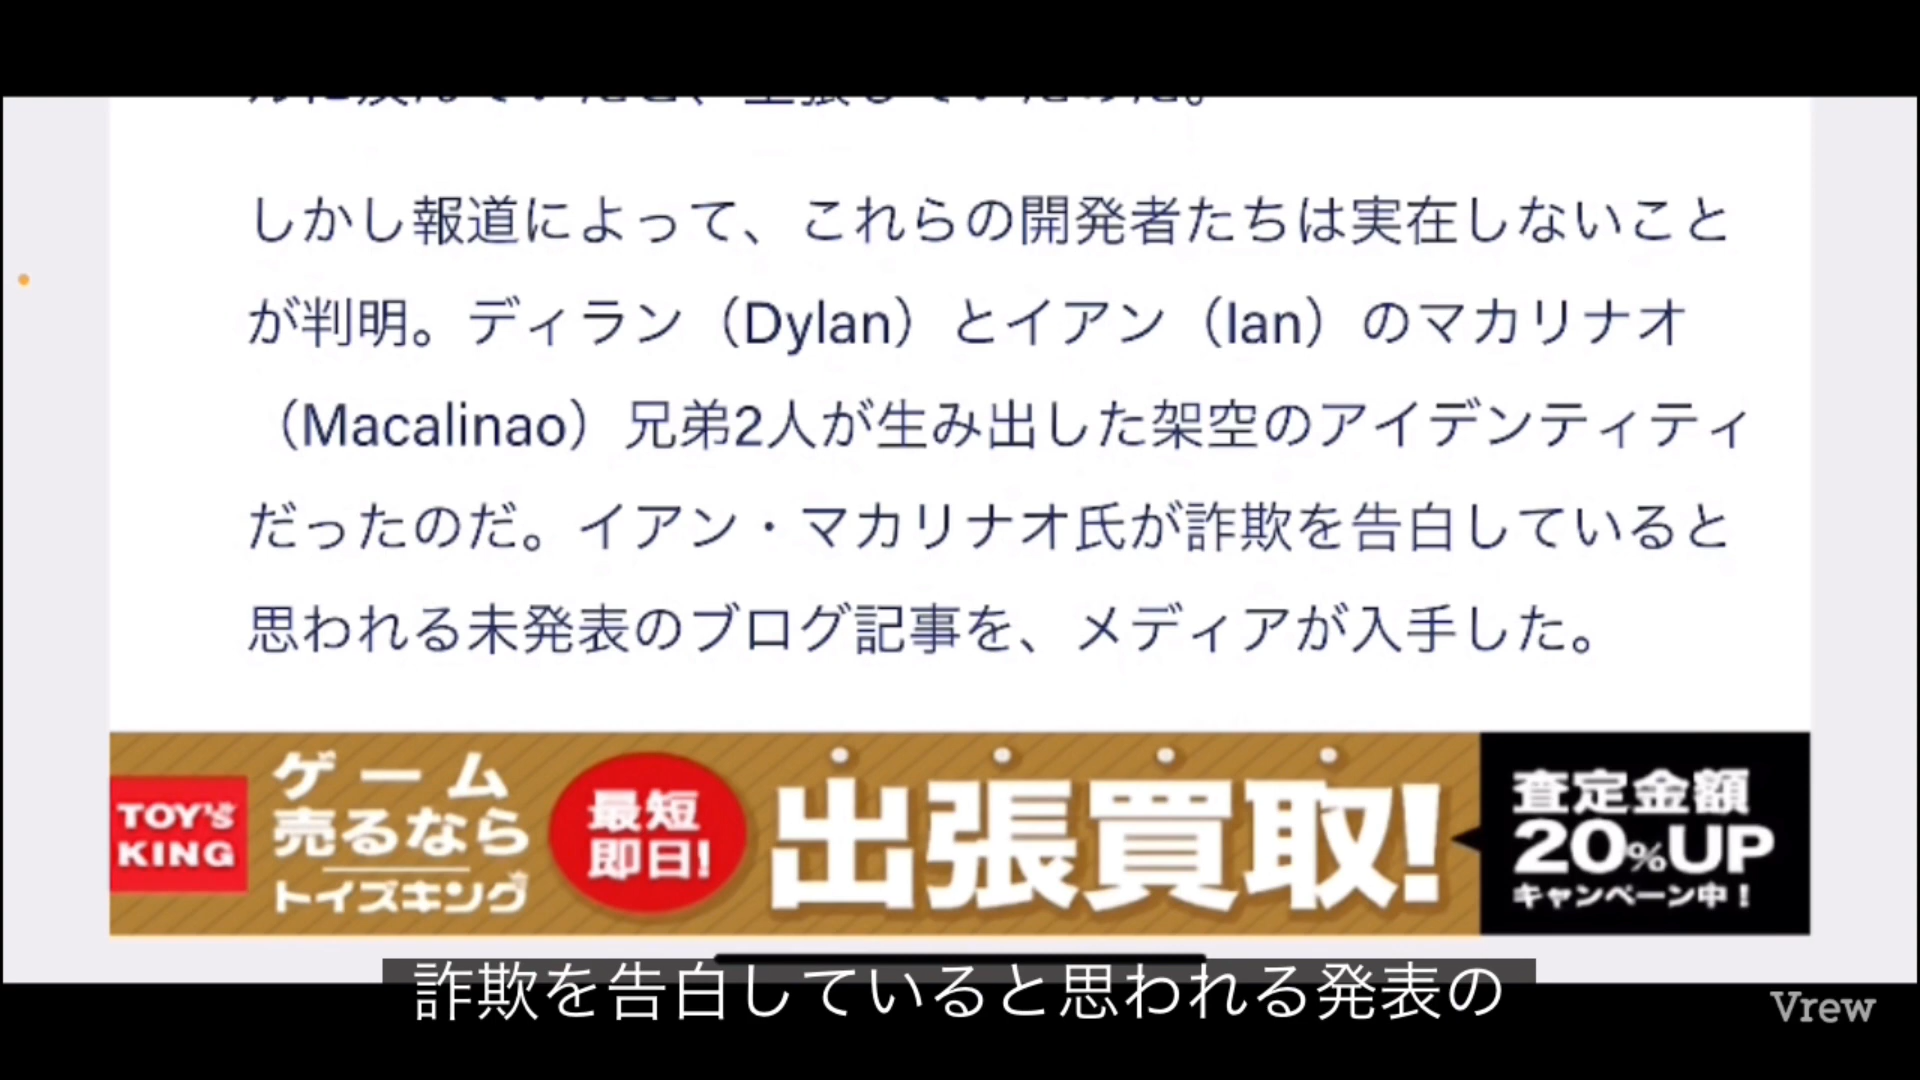 しかし報道によって、これらの開発者たちは実在しないこと
が判明。ディラン（Dylan）とイアン（Ian）のマカリナオ
（Macalinao）兄弟2人が生み出した架空のアイデンティティ
だったのだ。イアン・マカリナオ氏が詐欺を告白していると
思われる未発表のブログ記事を、メディアが入手した。
TOY's
KING
ゲーム
売るなら
トイズキング
最短
即日!
出張買取!
査定金額
20%UP
キャンペーン中!
詐欺を告白していると思われる発表の
Vrew